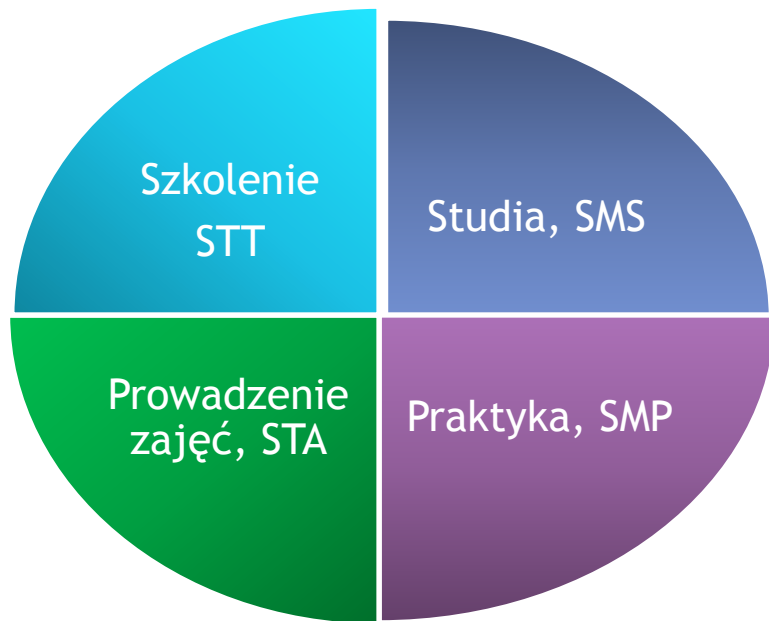 Szkolenie
STT
Studia, SMS
Prowadzenie
zajęć, STA
Praktyka, SMP